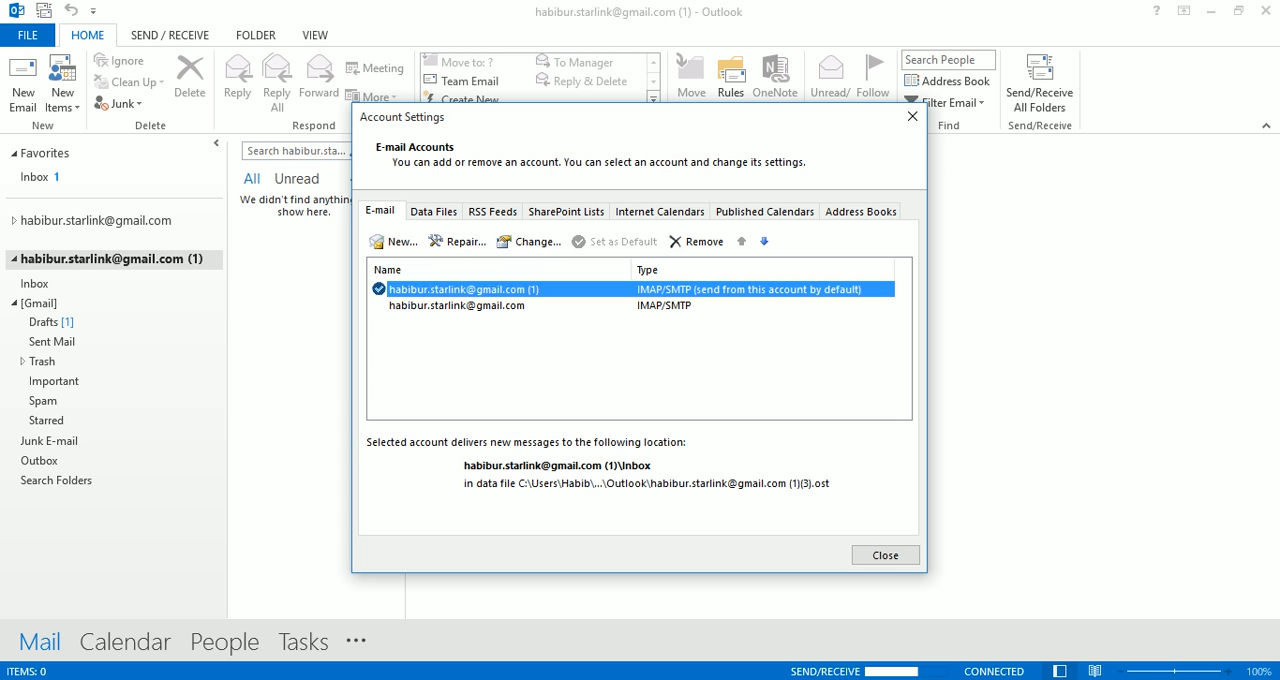 habibur.starlink@gmail.com (1) - Outlook
FILE HOME SEND / RECEIVE FOLDER VIEW
New Email
New Items
Ignore
Clean Up
Junk
Delete
Reply
Reply All
Forward
Meeting
More
Move to: ?
Team Email
Create New
To Manager
Reply & Delete
Move
Rules
OneNote
Unread/
Follow
Search People
Address Book
Filter Email
Send/Receive All Folders
New
Delete
Respond
Find
Send/Receive
Favorites
Inbox 1
habibur.starlink@gmail.com
habibur.starlink@gmail.com (1)
Inbox
[Gmail]
Drafts [1]
Sent Mail
Trash
Important
Spam
Starred
Junk E-mail
Outbox
Search Folders
Search habibur.sta...
All Unread
We didn't find anythin
show here.
Account Settings
E-mail Accounts
You can add or remove an account. You can select an account and change its settings.
E-mail Data Files RSS Feeds SharePoint Lists Internet Calendars Published Calendars Address Books
New... Repair... Change... Set as Default Remove
Name Type
habibur.starlink@gmail.com (1) IMAP/SMTP (send from this account by default)
habibur.starlink@gmail.com IMAP/SMTP
Selected account delivers new messages to the following location:
habibur.starlink@gmail.com (1)\Inbox
in data file C:\Users\Habib\...\Outlook\habibur.starlink@gmail.com (1)(3).ost
Close
Mail Calendar People Tasks ...
ITEMS: 0 SEND/RECEIVE CONNECTED 100%